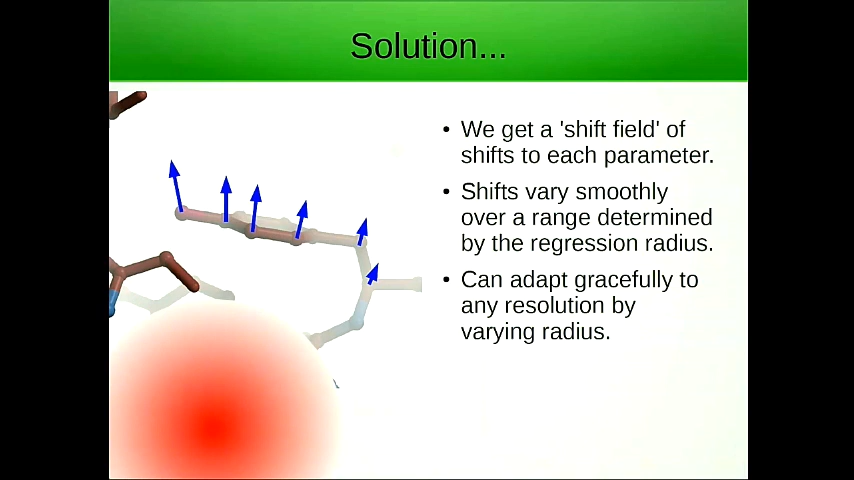 Solution...
• We get a 'shift field' of
shifts to each parameter.
• Shifts vary smoothly
over a range determined
by the regression radius.
• Can adapt gracefully to
any resolution by
varying radius.